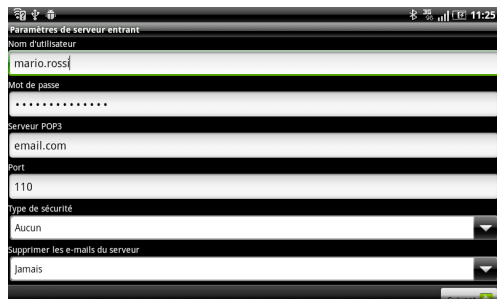 3G
11:25
Paramètres de serveur entrant
Nom d'utilisateur
mario.rossi
Mot de passe
••••••••••••••
Serveur POP3
email.com
Port
110
Type de sécurité
Aucun
Supprimer les e-mails du serveur
Jamais